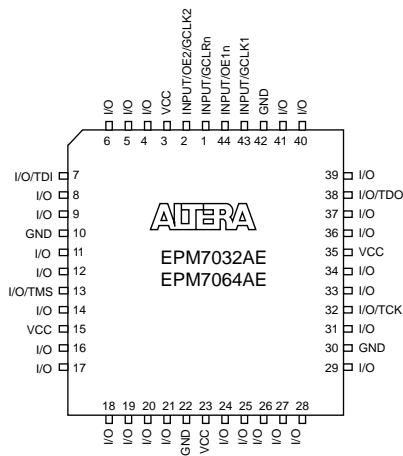 I/O
I/O
I/O
VCC
INPUT/OE2/GCLK2
INPUT/GCLRn
INPUT/OE1n
INPUT/GCLK1
GND
I/O
I/O
6 5 4 3 2 1 44 43 42 41 40
I/O/TDI 7
I/O 8
I/O 9
GND 10
I/O 11
I/O 12
I/O/TMS 13
I/O 14
VCC 15
I/O 16
I/O 17
ALTERA
EPM7032AE
EPM7064AE
39 I/O
38 I/O/TDO
37 I/O
36 I/O
35 VCC
34 I/O
33 I/O
32 I/O/TCK
31 I/O
30 GND
29 I/O
18 19 20 21 22 23 24 25 26 27 28
I/O
I/O
I/O
I/O
GND
VCC
I/O
I/O
I/O
I/O
I/O